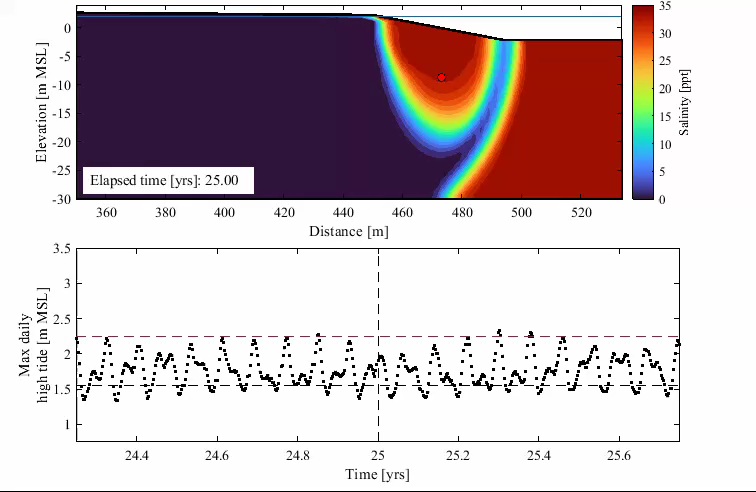 35
30
25
20
15
10
5
0
Salinity [ppt]
0
-5
-10
-15
-20
-25
-30
Elevation [m MSL]
Elapsed time [yrs]: 25.00
360 380 400 420 440 460 480 500 520
Distance [m]
3.5
3
2.5
2
1.5
1
Max daily
high tide [m MSL]
24.4 24.6 24.8 25 25.2 25.4 25.6
Time [yrs]